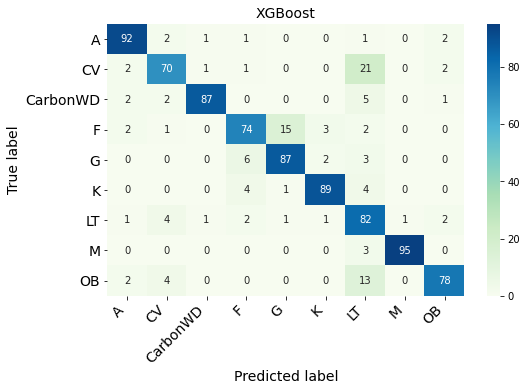 XGBoost
True label
A 92 2 1 1 0 0 1 0 2
CV 2 70 1 1 0 0 21 0 2
CarbonWD 2 2 87 0 0 0 5 0 1
F 2 1 0 74 15 3 2 0 0
G 0 0 0 6 87 2 3 0 0
K 0 0 0 4 1 89 4 0 0
LT 1 4 1 2 1 1 82 1 2
M 0 0 0 0 0 0 3 95 0
OB 2 4 0 0 0 0 13 0 78
A CV CarbonWD F G K LT M OB
Predicted label
80
60
40
20
0